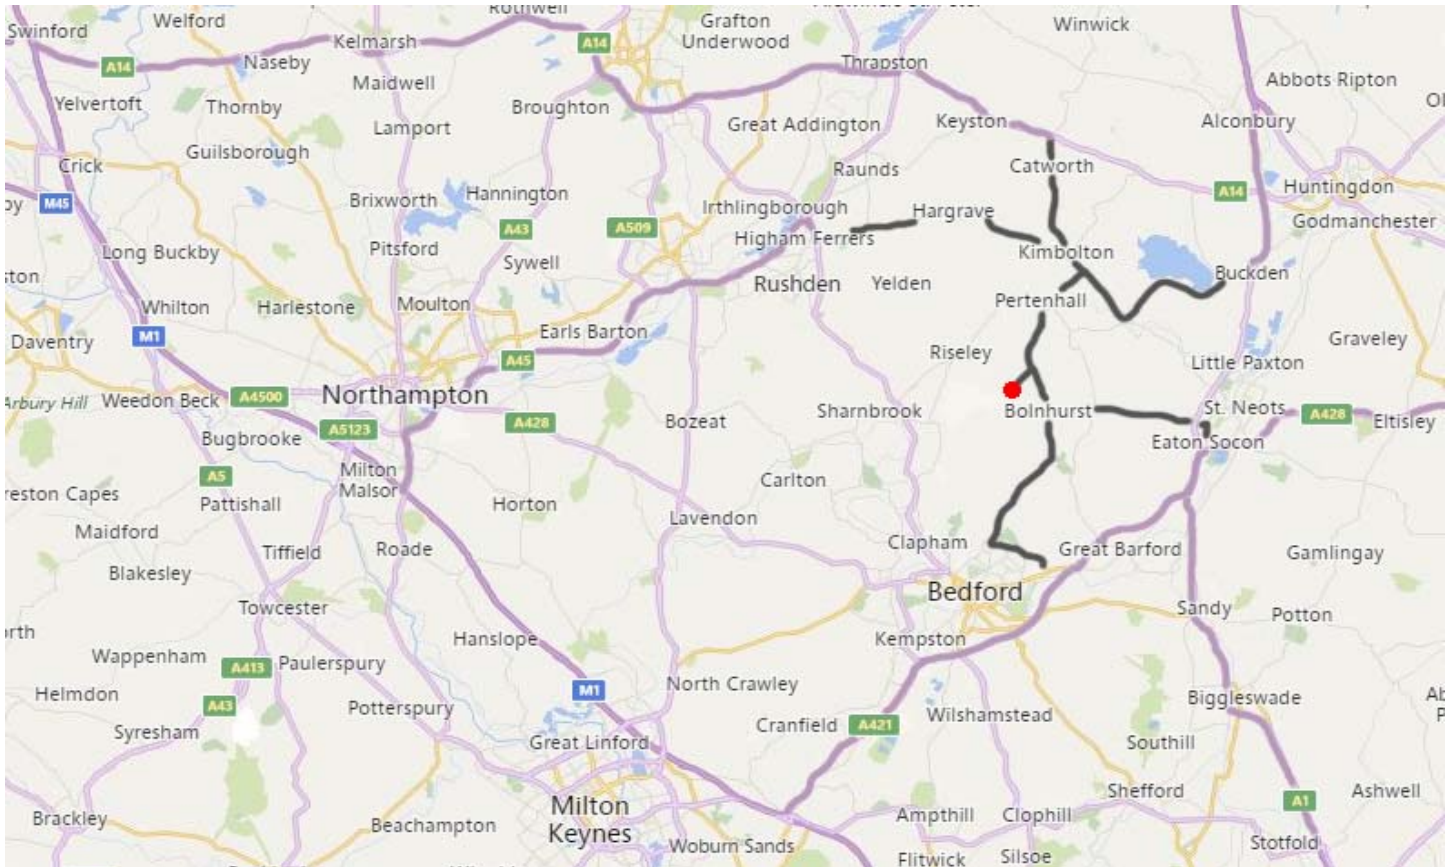 Welford
Rothwell
Grafton
Underwood
Winwick
Swinford
Kelmarsh
A14
Thrapston
A14
Naseby
Maidwell
Abbots Ripton
Yelvertoft
Thornby
Broughton
Great Addington
Keyston
Alconbury
Lamport
Crick
Guilsborough
Raunds
Catworth
M45
Brixworth
Hannington
Irthlingborough
Hargrave
A14
Huntingdon
Godmanchester
A43
A509
Higham Ferrers
Long Buckby
Pitsford
Sywell
Kimbolton
Buckden
Rushden
Yelden
Whilton
Harlestone
Moulton
Pertenhall
M1
Earls Barton
Daventry
A45
Riseley
Little Paxton
Graveley
Northampton
Arbury Hill
Weedon Beck
A4500
Sharnbrook
Bolnhurst
St. Neots
A428
Eltisley
A5123
A428
Bozeat
Bugbrooke
Eaton Socon
A5
Milton
Malsor
Carlton
reston Capes
Pattishall
Horton
Lavendon
Maidford
Tiffield
Roade
Clapham
Great Barford
Gamlingay
Blakesley
Bedford
Towcester
Sandy
Potton
Hanslope
Kempston
Wappenham
A413
Paulerspury
Helmdon
A43
M1
North Crawley
Biggleswade
Potterspury
Cranfield
A421
Wilshamstead
Syresham
Great Linford
Southill
Milton
Keynes
Shefford
A1
Ashwell
Brackley
Beachampton
Ampthill
Clophill
Woburn Sands
Stotfold
Flitwick
Silsoe